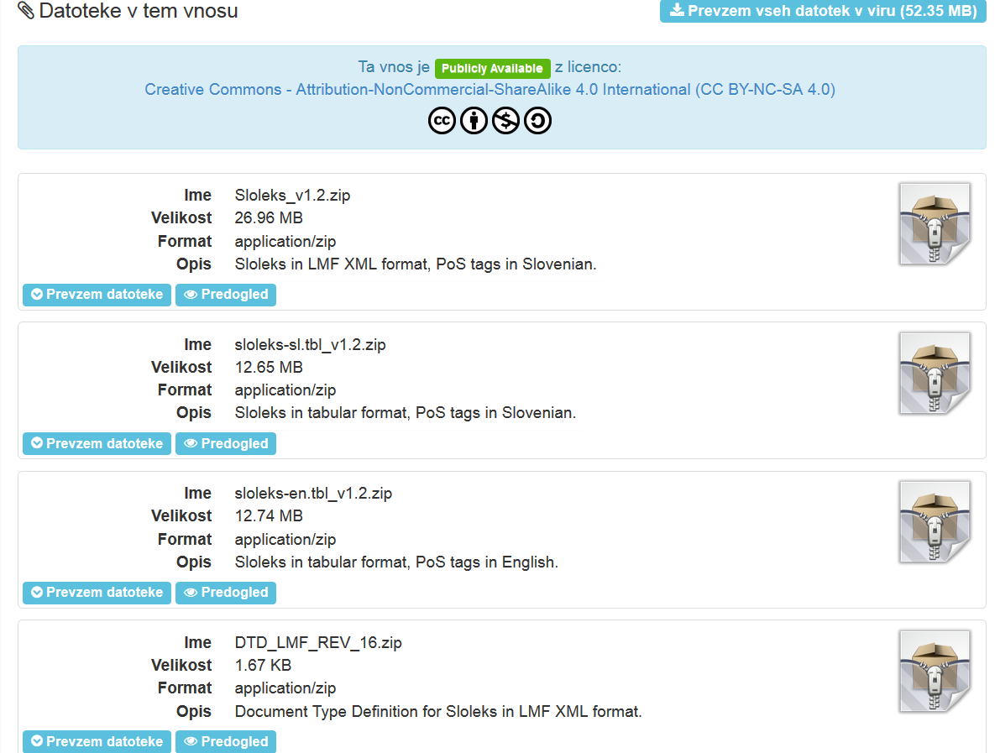 Datoteke v tem vnosu
Prevzem vseh datotek v viru (52.35 MB)
Ta vnos je Publicly Available z licenco:
Creative Commons - Attribution-NonCommercial-ShareAlike 4.0 International (CC BY-NC-SA 4.0)
cc
Ime Sloleks_v1.2.zip
Velikost 26.96 MB
Format application/zip
Opis Sloleks in LMF XML format, PoS tags in Slovenian.
Prevzem datoteke Predogled
Ime sloleks-sl.tbl_v1.2.zip
Velikost 12.65 MB
Format application/zip
Opis Sloleks in tabular format, PoS tags in Slovenian.
Prevzem datoteke Predogled
Ime sloleks-en.tbl_v1.2.zip
Velikost 12.74 MB
Format application/zip
Opis Sloleks in tabular format, PoS tags in English.
Prevzem datoteke Predogled
Ime DTD_LMF_REV_16.zip
Velikost 1.67 KB
Format application/zip
Opis Document Type Definition for Sloleks in LMF XML format.
Prevzem datoteke Predogled